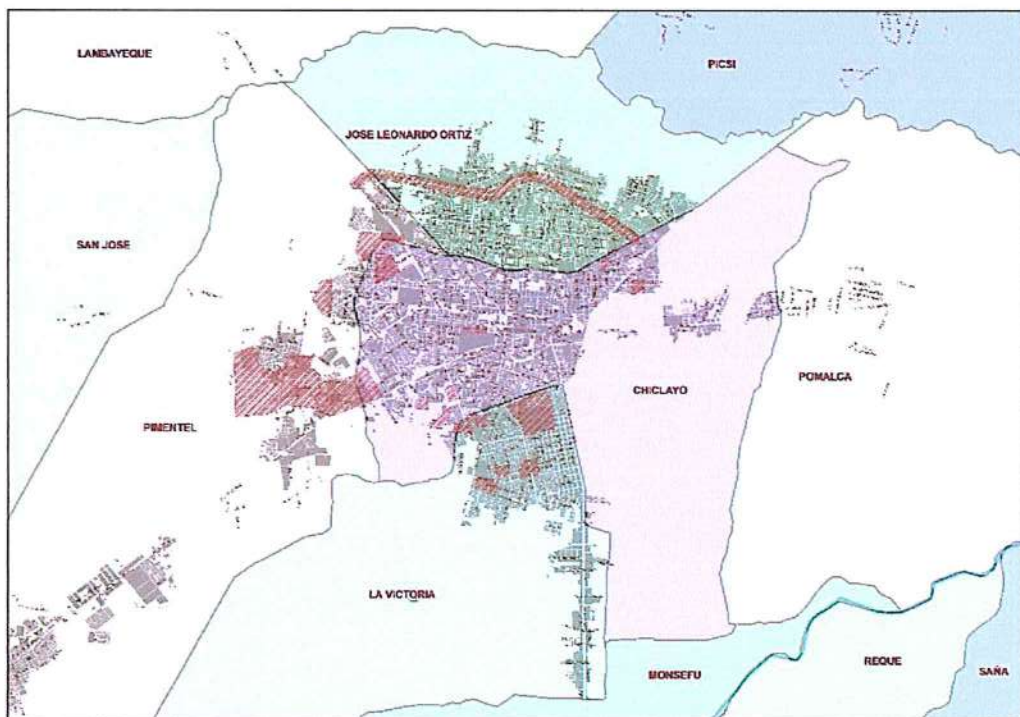 LAMBAYEQUE
PICSI
JOSE LEONARDO ORTIZ
SAN JOSE
CHICLAYO
POMALCA
PIMENTEL
LA VICTORIA
MONSEFU
REQUE
SAÑA